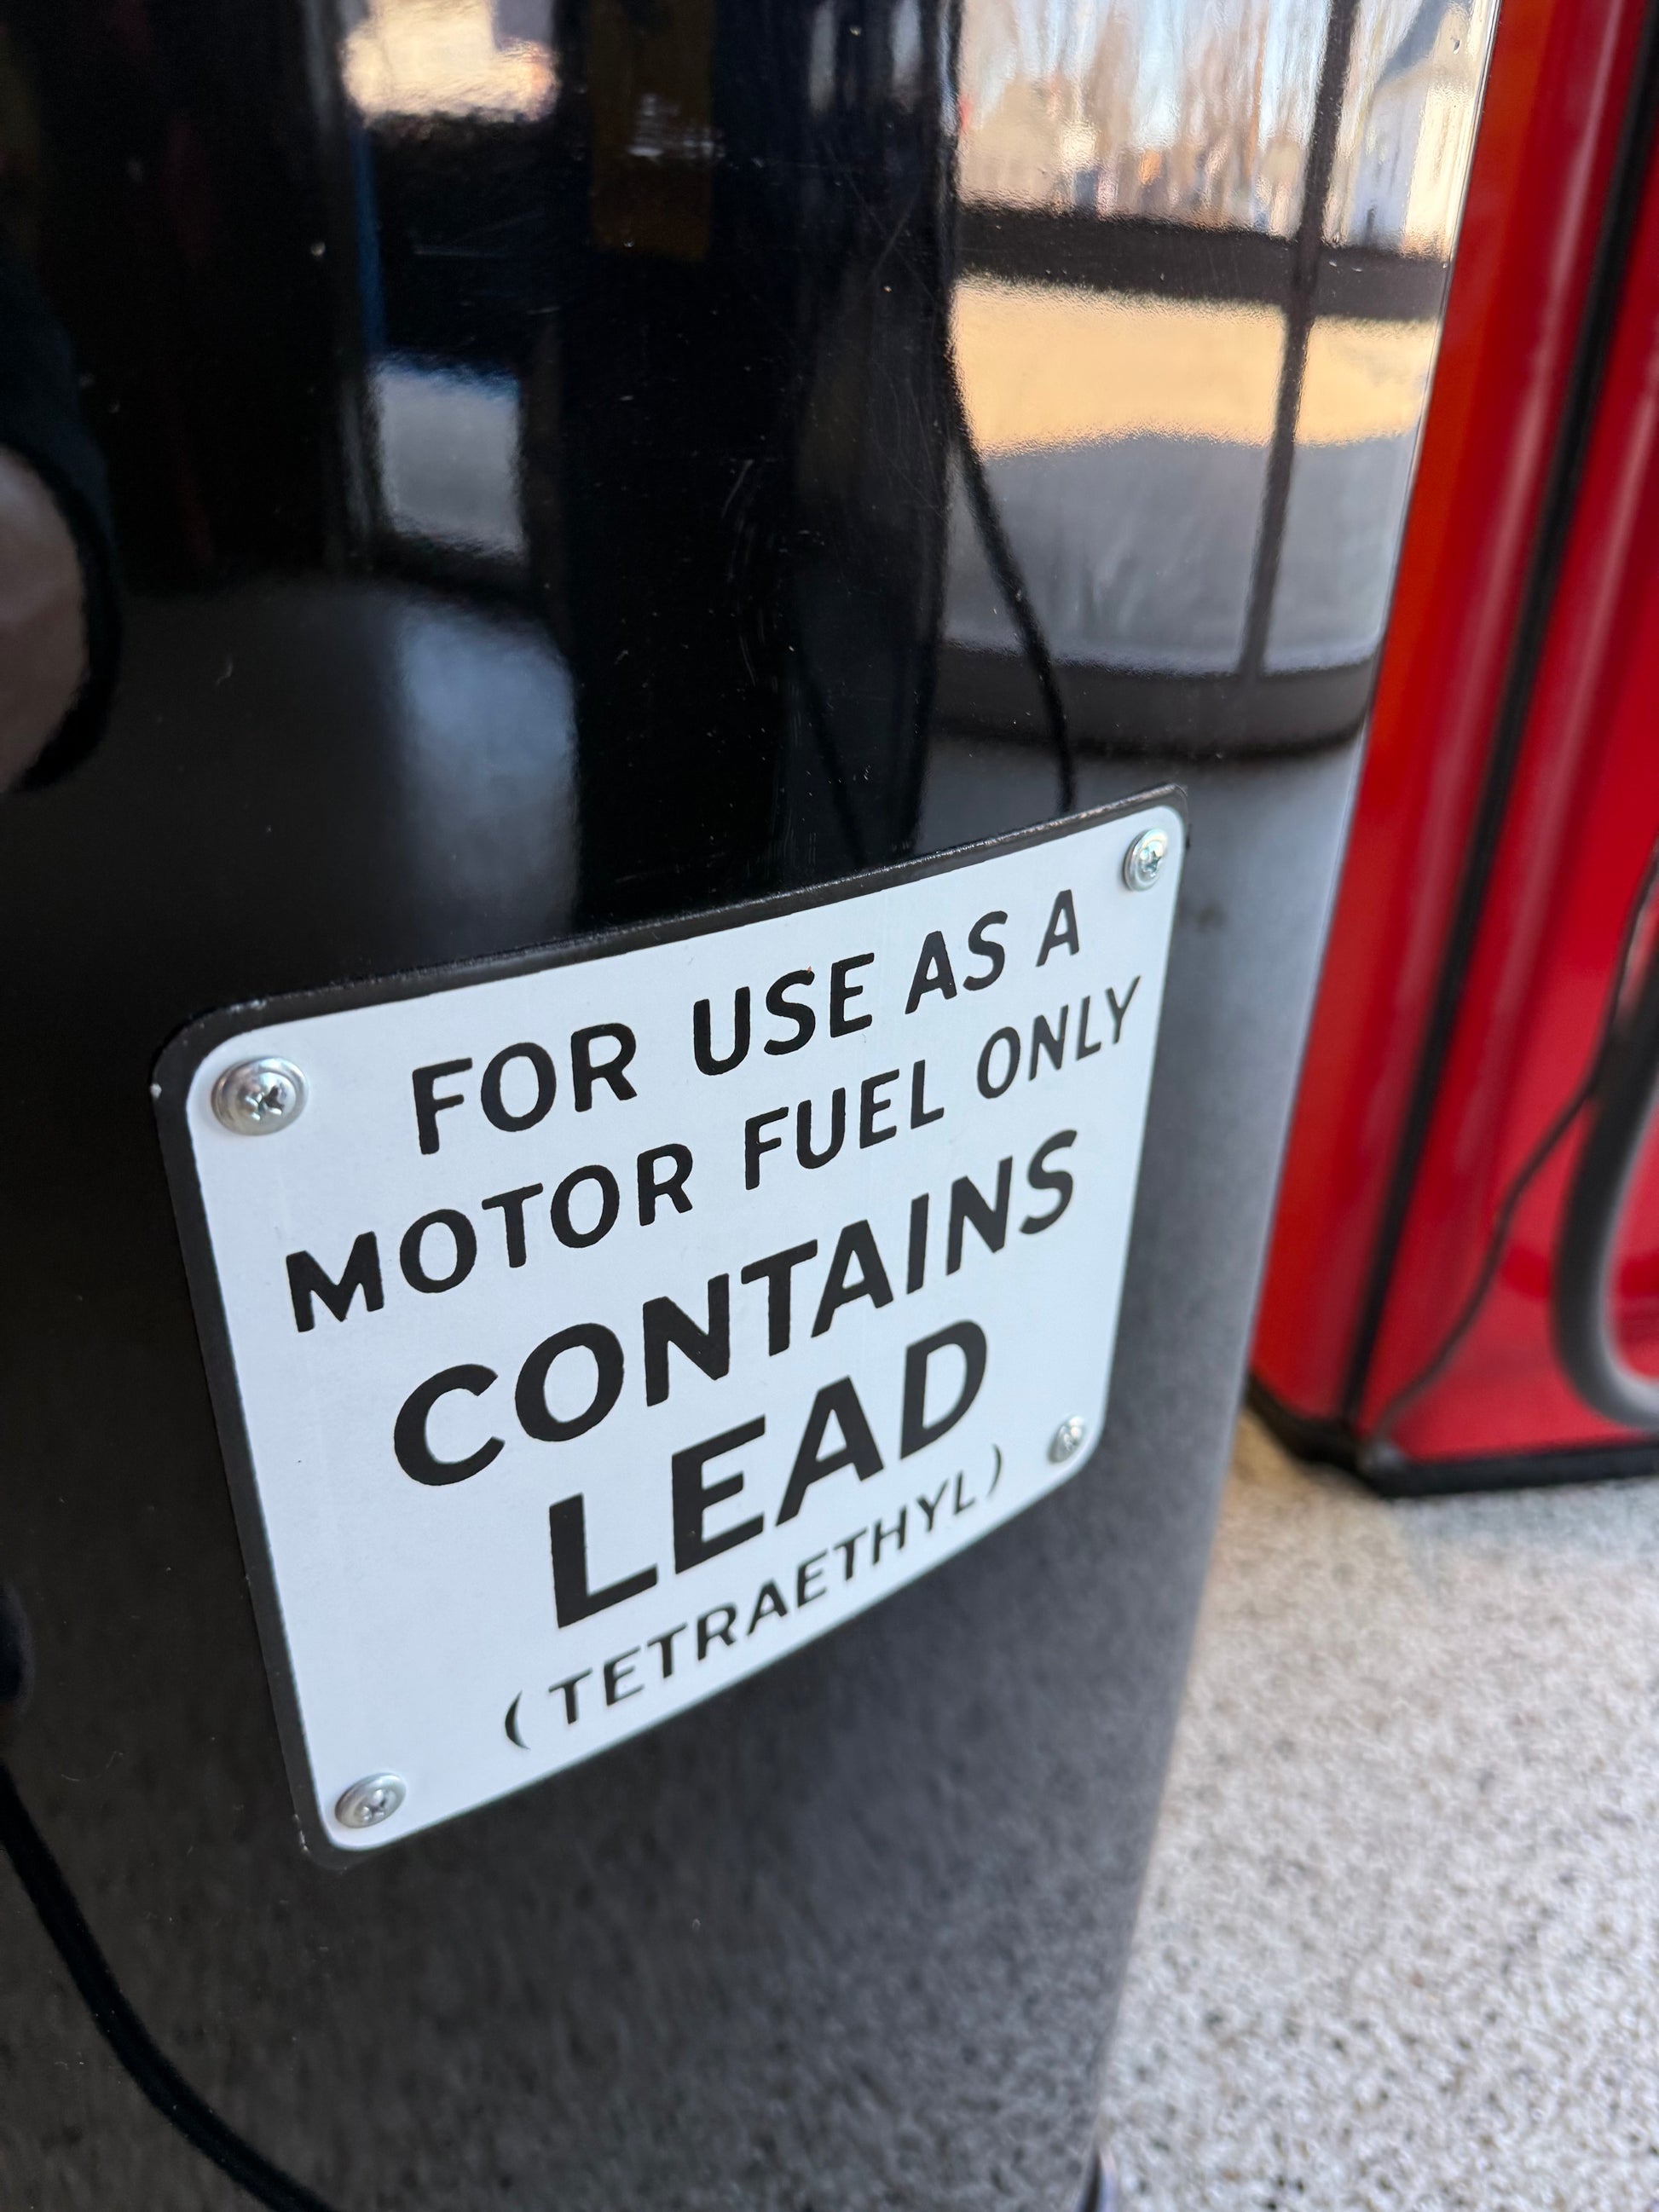 FOR USE AS A
MOTOR FUEL ONLY
CONTAINS
LEAD
(TETRAETHYL)